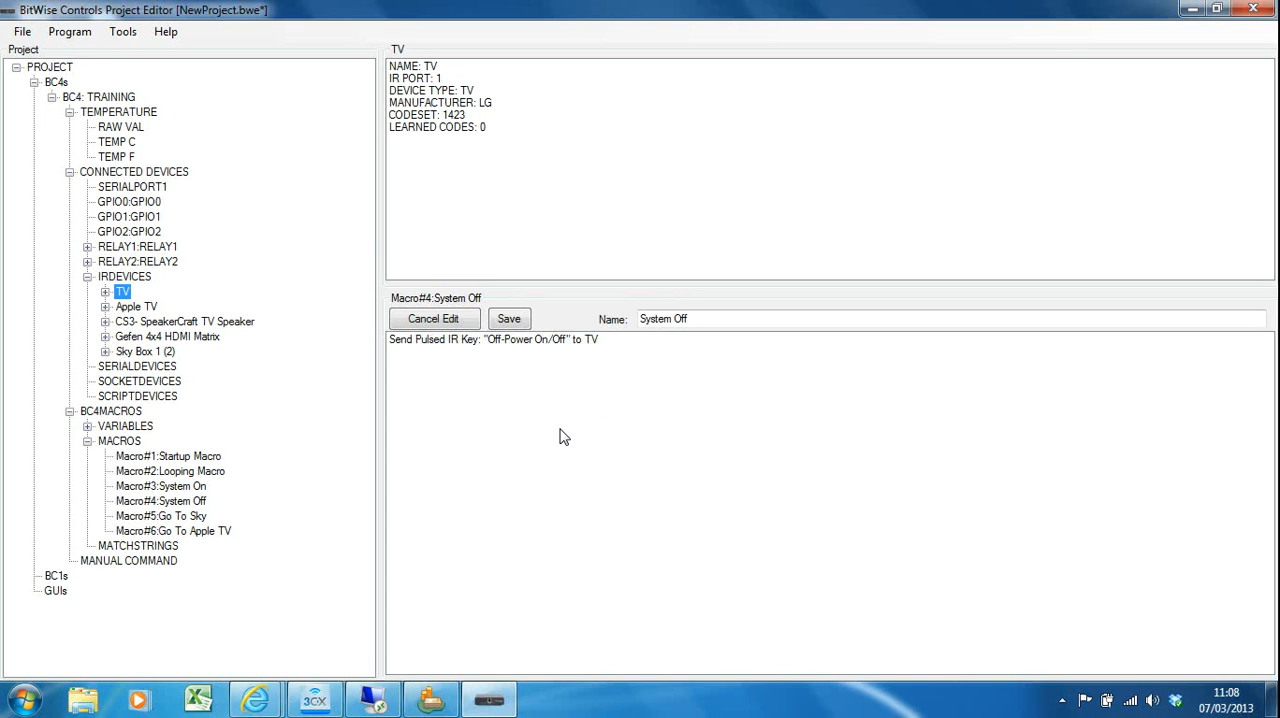 BitWise Controls Project Editor [NewProject.bwe*]
File Program Tools Help
Project
PROJECT
BC4s
BC4: TRAINING
TEMPERATURE
RAW VAL
TEMP C
TEMP F
CONNECTED DEVICES
SERIALPORT1
GPIO0:GPIO0
GPIO1:GPIO1
GPIO2:GPIO2
RELAY1:RELAY1
RELAY2:RELAY2
IRDEVICES
TV
Apple TV
CS3- SpeakerCraft TV Speaker
Gefen 4x4 HDMI Matrix
Sky Box 1 (2)
SERIALDEVICES
SOCKETDEVICES
SCRIPTDEVICES
BC4MACROS
VARIABLES
MACROS
Macro#1:Startup Macro
Macro#2:Looping Macro
Macro#3:System On
Macro#4:System Off
Macro#5:Go To Sky
Macro#6:Go To Apple TV
MATCHSTRINGS
MANUAL COMMAND
BC1s
GUIs
TV
NAME: TV
IR PORT: 1
DEVICE TYPE: TV
MANUFACTURER: LG
CODESET: 1423
LEARNED CODES: 0
Macro#4:System Off
Cancel Edit Save Name: System Off
Send Pulsed IR Key: "Off-Power On/Off" to TV
3CX
11:08
07/03/2013